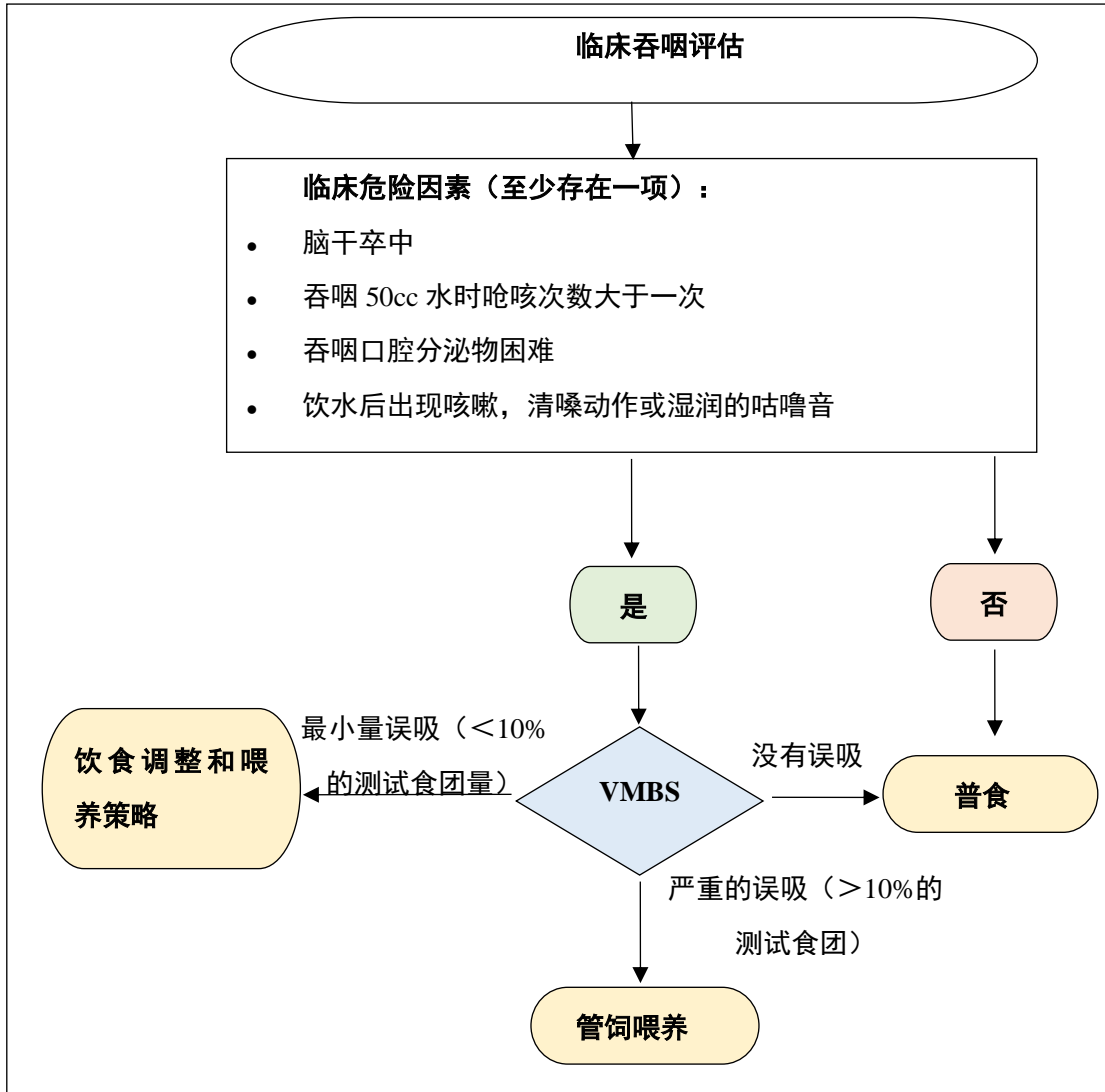 临床吞咽评估
临床危险因素（至少存在一项）：
• 脑干卒中
• 吞咽 50cc 水时呛咳次数大于一次
• 吞咽口腔分泌物困难
• 饮水后出现咳嗽，清嗓动作或湿润的咕噜音
是
否
最小量误吸（＜10%
的测试食团量）
饮食调整和喂
养策略
VMBS
没有误吸
普食
严重的误吸（＞10%的
测试食团）
管饲喂养